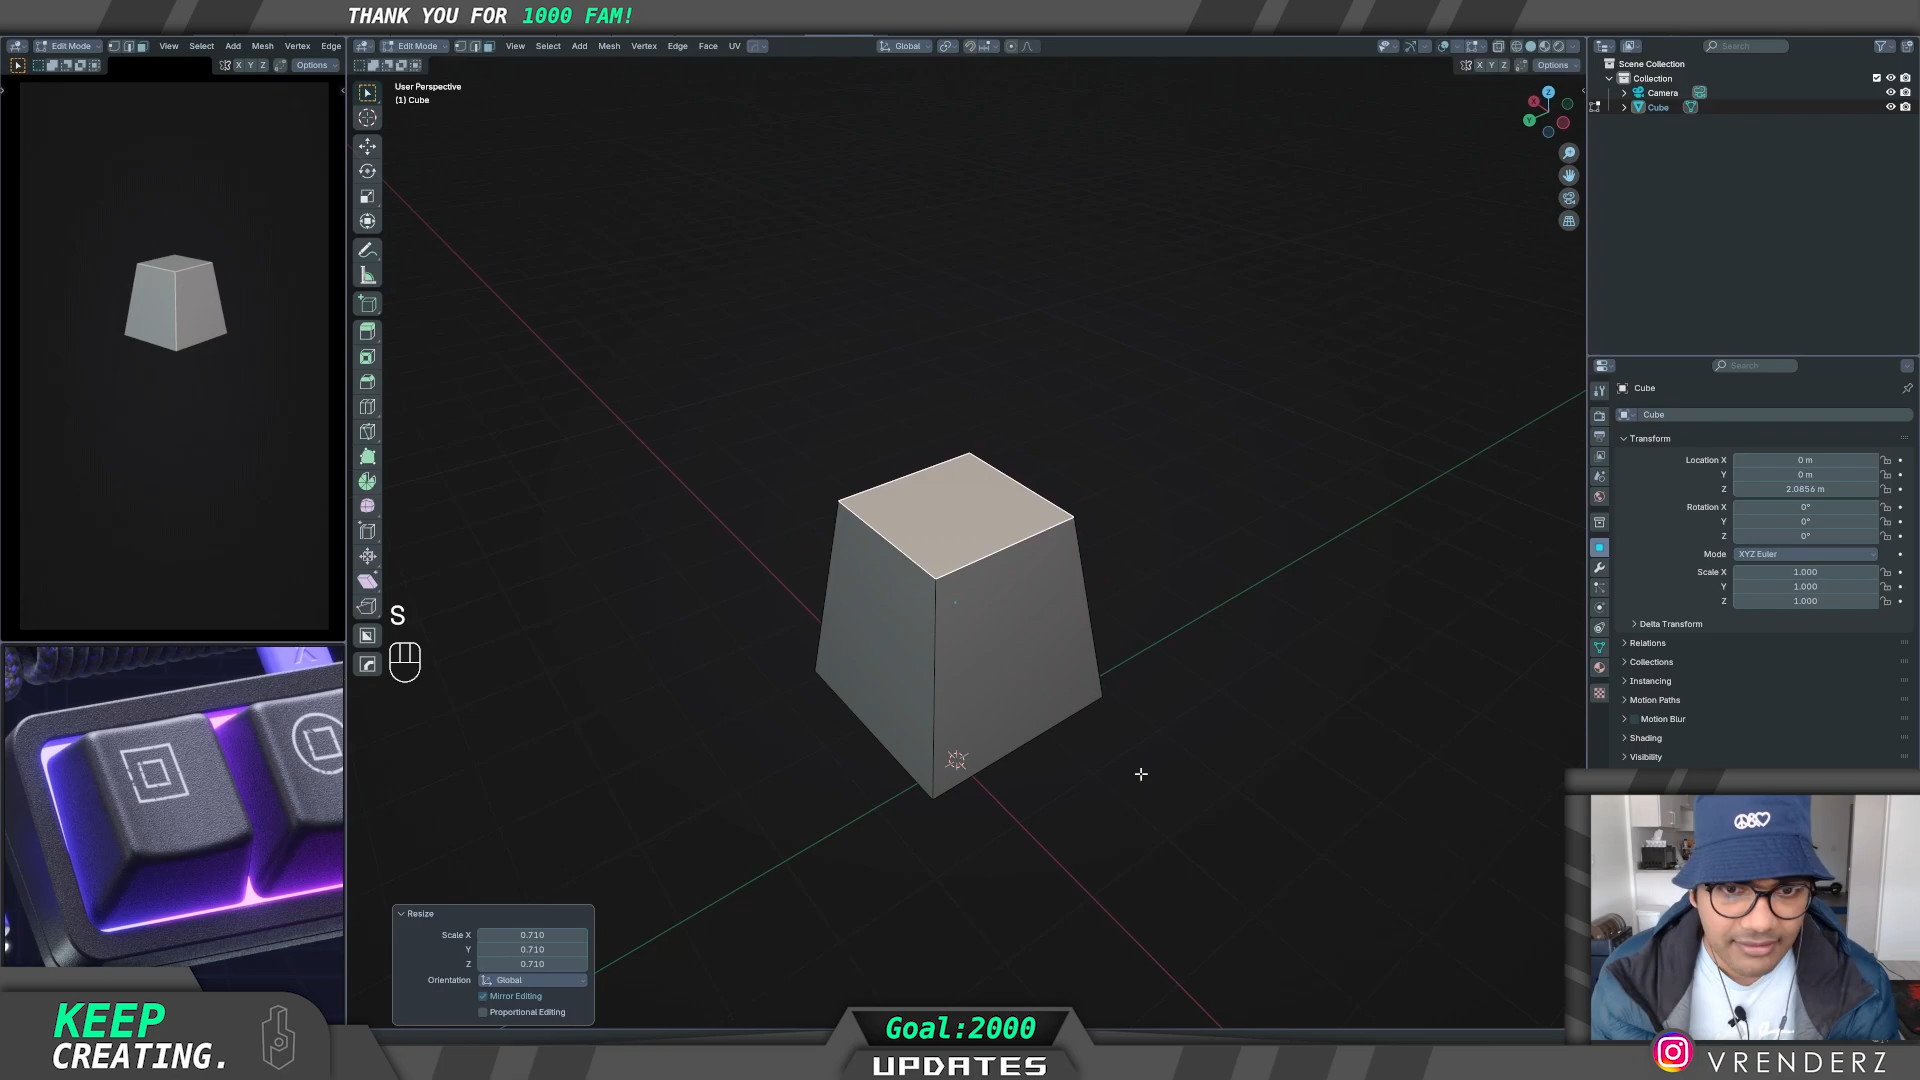 THANK YOU FOR 1000 FAM!
Edit Mode View Select Add Mesh Vertex Edge
X Y Z Options
Edit Mode View Select Add Mesh Vertex Edge Face UV Global
X Y Z Options
User Perspective
(1) Cube
Z
X
Y
Search
Scene Collection
Collection
Camera
Cube
Search
Cube
Cube
Transform
Location X 0 m
Y 0 m
Z 2.0856 m
Rotation X 0°
Y 0°
Z 0°
Mode XYZ Euler
Scale X 1.000
Y 1.000
Z 1.000
Delta Transform
Relations
Collections
Instancing
Motion Paths
Motion Blur
Shading
Visibility
S
Resize
Scale X 0.710
Y 0.710
Z 0.710
Orientation Global
Mirror Editing
Proportional Editing
KEEP
CREATING.
Goal:2000
UPDATES
VRENDERZ